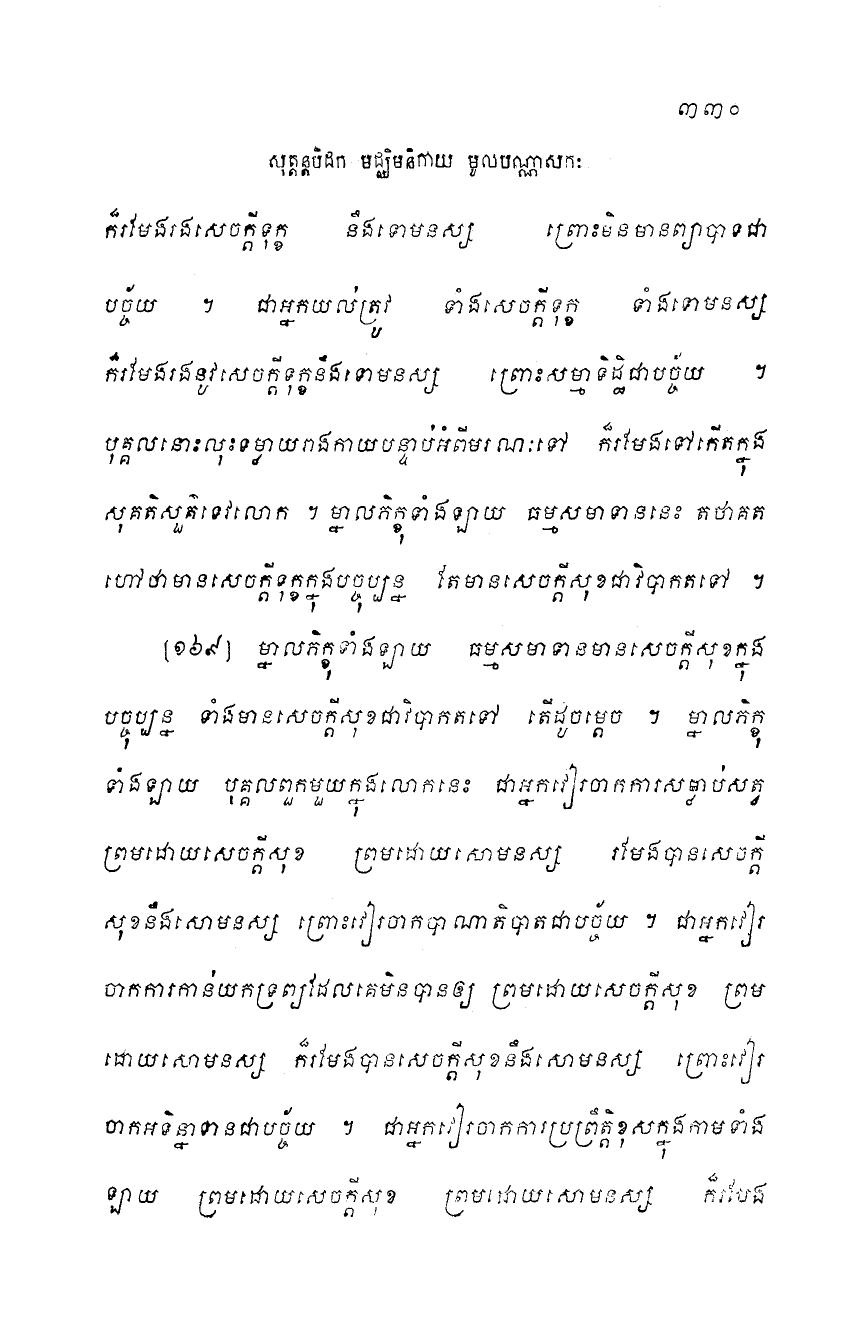 ៣៣០
សុត្តន្តបិដក មជ្ឈិមនិកាយ មូលបណ្ណាសកៈ
ក៏រមែងរងសេចក្តីទុក្ខ នឹងទោមនស្ស ព្រោះមិនមានព្យាបាទជា
បច្ច័យ ។ ជាអ្នកយល់ត្រូវ ទាំងសេចក្តីទុក្ខ ទាំងទោមនស្ស
ក៏រមែងរងនូវសេចក្តីទុក្ខនឹងទោមនស្ស ព្រោះសម្មាទិដ្ឋិជាបច្ច័យ ។
បុគ្គលនោះលុះទម្លាយរាងកាយបន្ទាប់អំពីមរណៈទៅ ក៏រមែងទៅកើតក្នុង
សុគតិសួគ៌ទេវលោក ។ ម្នាលភិក្ខុទាំងឡាយ ធម្មសមាទាននេះ តថាគត
ហៅថាមានសេចក្តីទុក្ខក្នុងបច្ចុប្បន្ន តែមានសេចក្តីសុខជាវិបាកតទៅ ។
[១៦៩] ម្នាលភិក្ខុទាំងឡាយ ធម្មសមាទានមានសេចក្តីសុខក្នុង
បច្ចុប្បន្ន ទាំងមានសេចក្តីសុខជាវិបាកតទៅ តើដូចម្តេច ។ ម្នាលភិក្ខុ
ទាំងឡាយ បុគ្គលពួកមួយក្នុងលោកនេះ ជាអ្នកវៀរចាកការសម្លាប់សត្វ
ព្រមដោយសេចក្តីសុខ ព្រមដោយសោមនស្ស រមែងបានសេចក្តី
សុខនឹងសោមនស្ស ព្រោះវៀរចាកបាណាតិបាតជាបច្ច័យ ។ ជាអ្នកវៀរ
ចាកការកាន់យកទ្រព្យដែលគេមិនបានឲ្យ ព្រមដោយសេចក្តីសុខ ព្រម
ដោយសោមនស្ស ក៏រមែងបានសេចក្តីសុខនឹងសោមនស្ស ព្រោះវៀរ
ចាកអទិន្នាទានជាបច្ច័យ ។ ជាអ្នកវៀរចាកការប្រព្រឹត្តិខុសក្នុងកាមទាំង
ឡាយ ព្រមដោយសេចក្តីសុខ ព្រមដោយសោមនស្ស ក៏រមែង